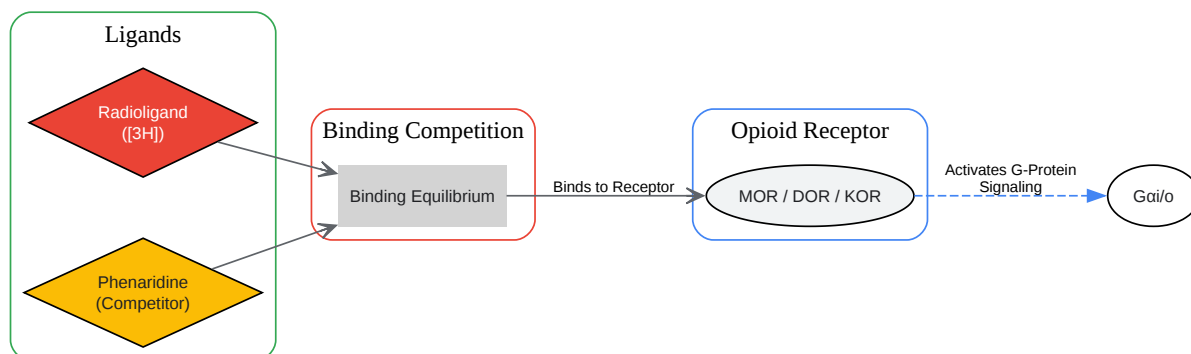 Ligands
Radioligand
([3H])
Phenaridine
(Competitor)
Binding Competition
Binding Equilibrium
Binds to Receptor
Opioid Receptor
MOR / DOR / KOR
Activates G-Protein
Signaling
Gαi/o